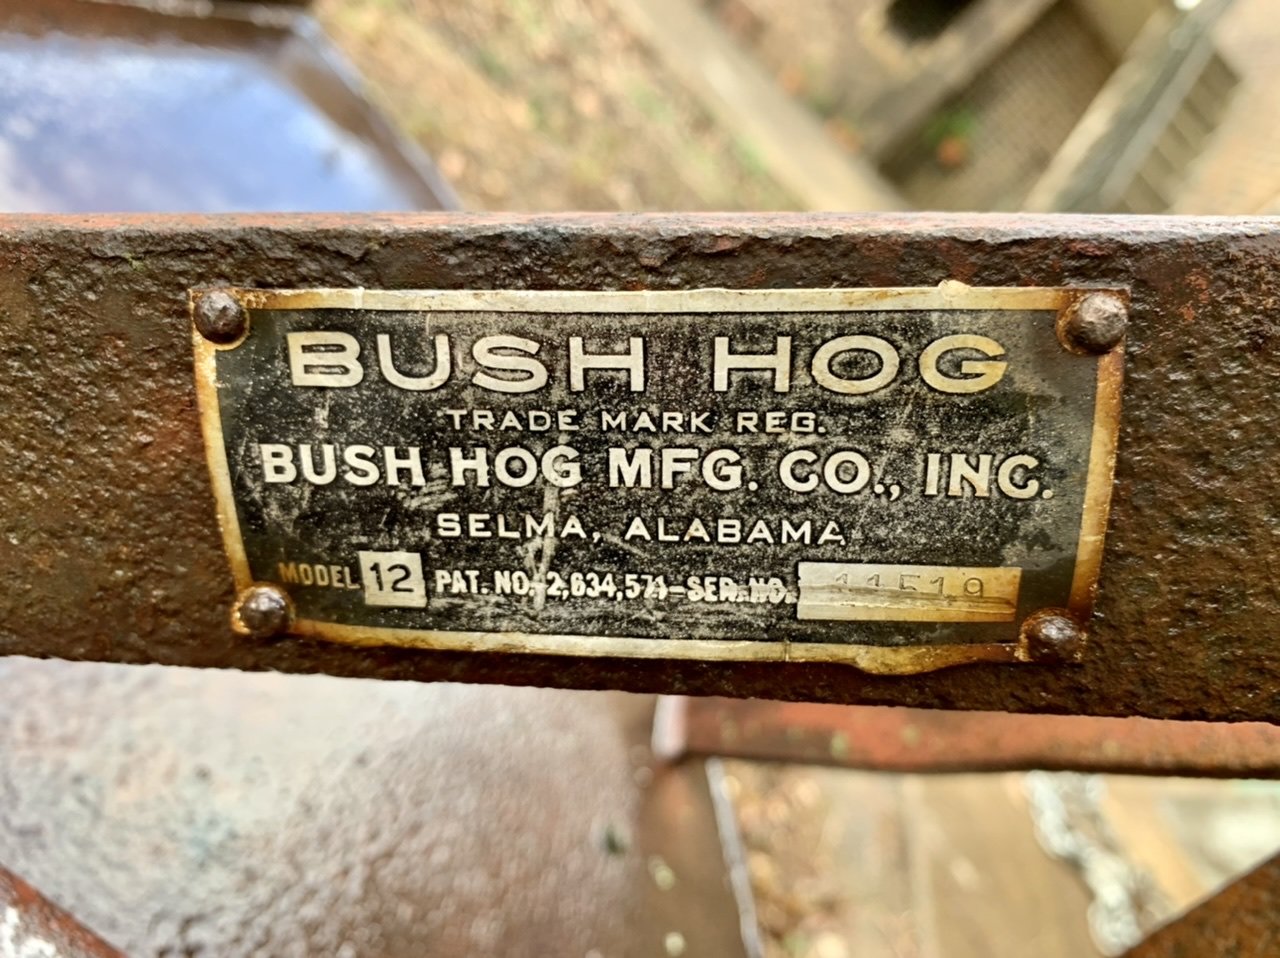 BUSH HOG
TRADE MARK REG.
BUSH HOG MFG. CO., INC.
SELMA, ALABAMA
MODEL 12 PAT. NO. 2,634,571-SER. NO. 11519